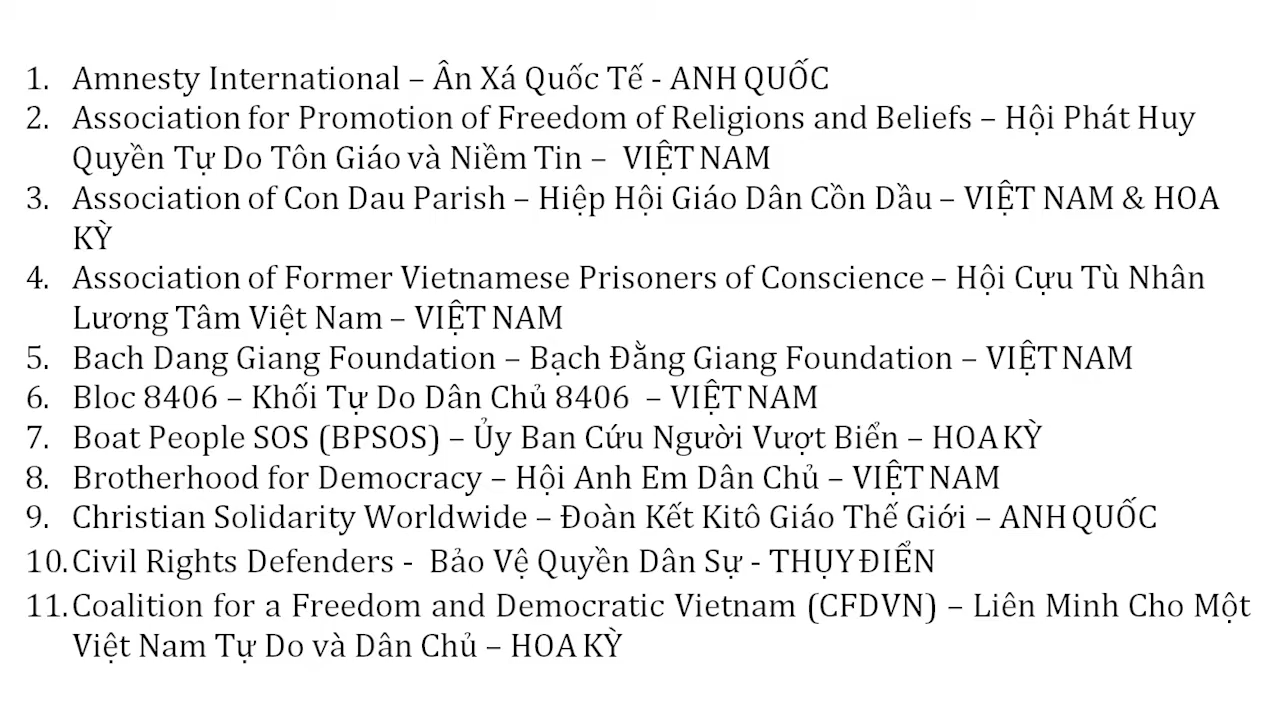 1. Amnesty International – Ân Xá Quốc Tế - ANH QUỐC
2. Association for Promotion of Freedom of Religions and Beliefs – Hội Phát Huy
Quyền Tự Do Tôn Giáo và Niềm Tin – VIỆT NAM
3. Association of Con Dau Parish – Hiệp Hội Giáo Dân Cồn Dầu – VIỆT NAM & HOA
KỲ
4. Association of Former Vietnamese Prisoners of Conscience – Hội Cựu Tù Nhân
Lương Tâm Việt Nam – VIỆT NAM
5. Bach Dang Giang Foundation – Bạch Đằng Giang Foundation – VIỆT NAM
6. Bloc 8406 – Khối Tự Do Dân Chủ 8406 – VIỆT NAM
7. Boat People SOS (BPSOS) – Ủy Ban Cứu Người Vượt Biển – HOA KỲ
8. Brotherhood for Democracy – Hội Anh Em Dân Chủ – VIỆT NAM
9. Christian Solidarity Worldwide – Đoàn Kết Kitô Giáo Thế Giới – ANH QUỐC
10. Civil Rights Defenders - Bảo Vệ Quyền Dân Sự - THỤY ĐIỂN
11. Coalition for a Freedom and Democratic Vietnam (CFDVN) – Liên Minh Cho Một
Việt Nam Tự Do và Dân Chủ – HOA KỲ